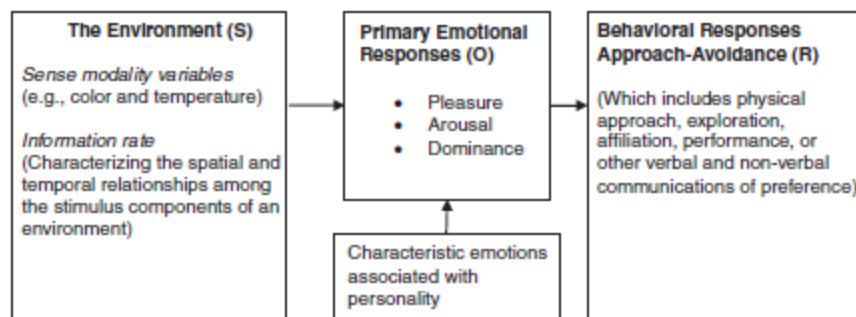 The Environment (S)
Sense modality variables
(e.g., color and temperature)
Information rate
(Characterizing the spatial and
temporal relationships among
the stimulus components of an
environment)
Primary Emotional
Responses (O)
• Pleasure
• Arousal
• Dominance
Characteristic emotions
associated with
personality
Behavioral Responses
Approach-Avoidance (R)
(Which includes physical
approach, exploration,
affiliation, performance, or
other verbal and non-verbal
communications of preference)